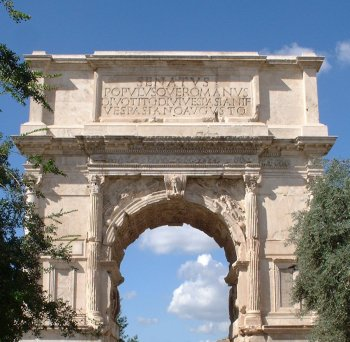 SENATVS
POPVLVSQVEROMANVS
DIVOTITODIVIVESPASIANIF
VESPASIANOAVGVSTO